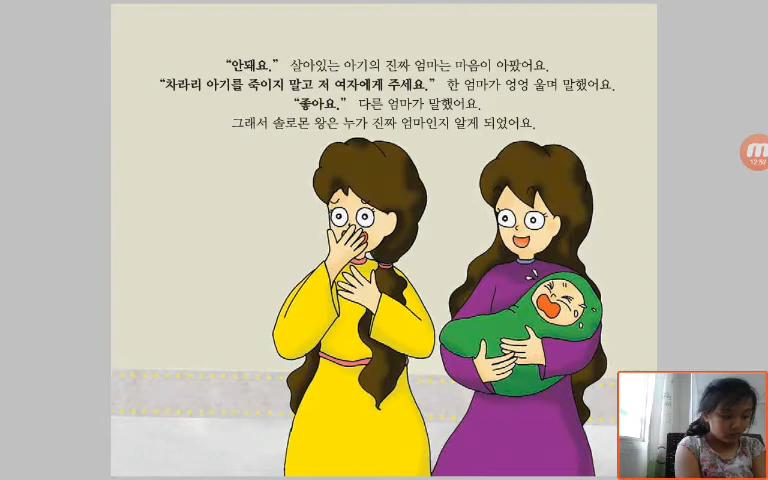 “안돼요.” 살아있는 아기의 진짜 엄마는 마음이 아팠어요.
“차라리 아기를 죽이지 말고 저 여자에게 주세요.” 한 엄마가 엉엉 울며 말했어요.
“좋아요.” 다른 엄마가 말했어요.
그래서 솔로몬 왕은 누가 진짜 엄마인지 알게 되었어요.